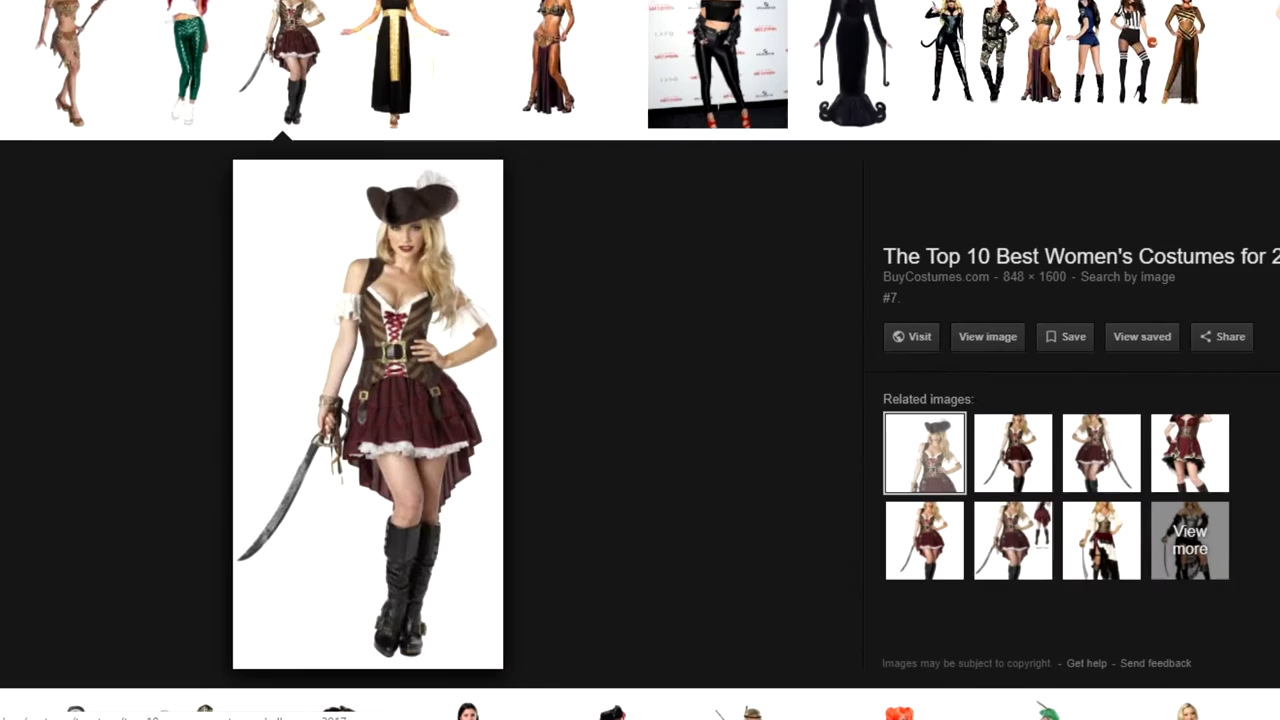 The Top 10 Best Women's Costumes for 2
BuyCostumes.com - 848 × 1600 - Search by image
#7.
Visit
View image
Save
View saved
Share
Related images:
View
more
Images may be subject to copyright. - Get help - Send feedback